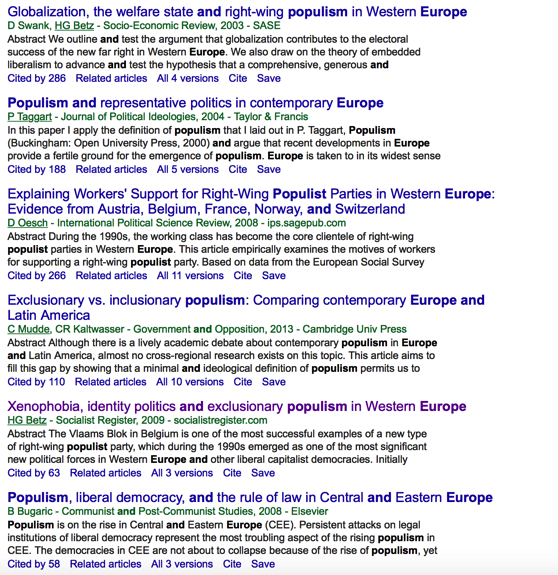 Globalization, the welfare state and right-wing populism in Western Europe
D Swank, HG Betz - Socio-Economic Review, 2003 - SASE
Abstract We outline and test the argument that globalization contributes to the electoral
success of the new far right in Western Europe. We also draw on the theory of embedded
liberalism to advance and test the hypothesis that a comprehensive, generous and
Cited by 286 Related articles All 4 versions Cite Save
Populism and representative politics in contemporary Europe
P Taggart - Journal of Political Ideologies, 2004 - Taylor & Francis
In this paper I apply the definition of populism that I laid out in P. Taggart, Populism
(Buckingham: Open University Press, 2000) and argue that recent developments in Europe
provide a fertile ground for the emergence of populism. Europe is taken to in its widest sense
Cited by 188 Related articles All 5 versions Cite Save
Explaining Workers' Support for Right-Wing Populist Parties in Western Europe:
Evidence from Austria, Belgium, France, Norway, and Switzerland
D Oesch - International Political Science Review, 2008 - ips.sagepub.com
Abstract During the 1990s, the working class has become the core clientele of right-wing
populist parties in Western Europe. This article empirically examines the motives of workers
for supporting a right-wing populist party. Based on data from the European Social Survey
Cited by 266 Related articles All 11 versions Cite Save
Exclusionary vs. inclusionary populism: Comparing contemporary Europe and
Latin America
C Mudde, CR Kaltwasser - Government and Opposition, 2013 - Cambridge Univ Press
Abstract Although there is a lively academic debate about contemporary populism in Europe
and Latin America, almost no cross-regional research exists on this topic. This article aims to
fill this gap by showing that a minimal and ideological definition of populism permits us to
Cited by 110 Related articles All 10 versions Cite Save
Xenophobia, identity politics and exclusionary populism in Western Europe
HG Betz - Socialist Register, 2009 - socialistregister.com
Abstract The Vlaams Blok in Belgium is one of the most successful examples of a new type
of right-wing populist party, which during the 1990s emerged as one of the most significant
new political forces in Western Europe and other liberal capitalist democracies. Initially
Cited by 63 Related articles All 3 versions Cite Save
Populism, liberal democracy, and the rule of law in Central and Eastern Europe
B Bugaric - Communist and Post-Communist Studies, 2008 - Elsevier
Populism is on the rise in Central and Eastern Europe (CEE). Persistent attacks on legal
institutions of liberal democracy represent the most troubling aspect of the rising populism in
CEE. The democracies in CEE are not about to collapse because of the rise of populism, yet
Cited by 58 Related articles All 3 versions Cite Save